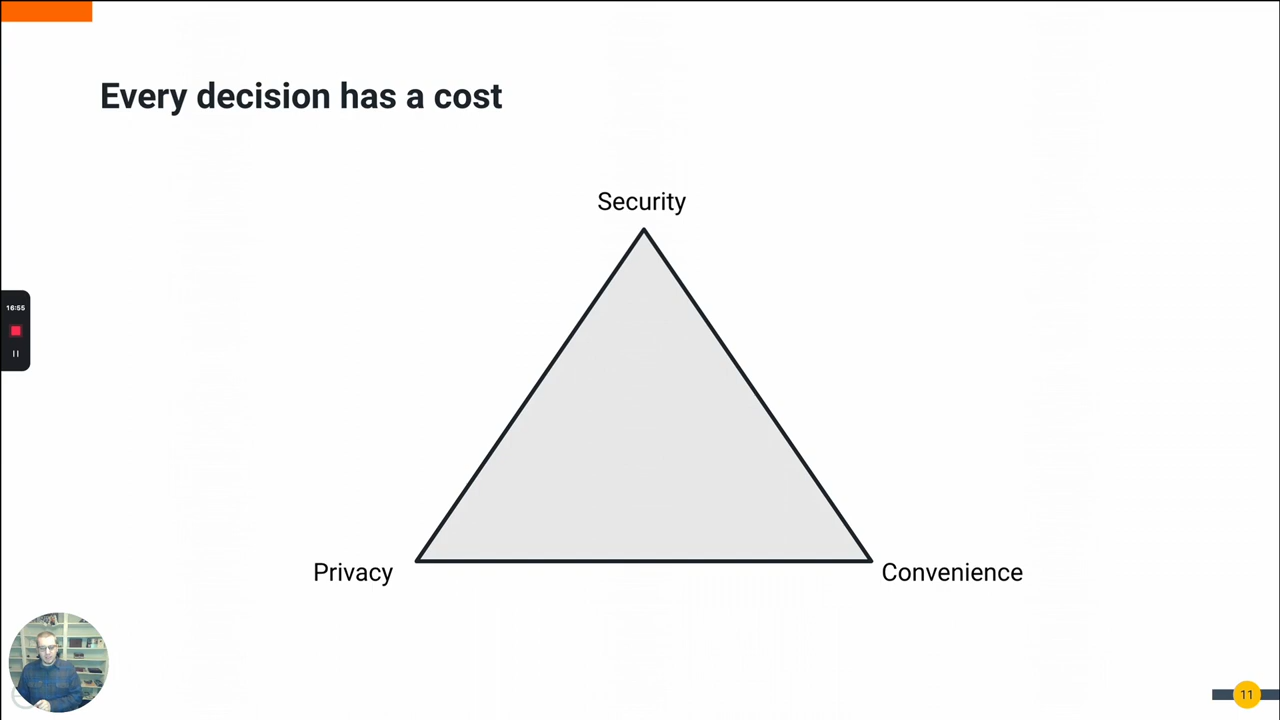 Every decision has a cost
Security
16:55
Privacy
Convenience
11